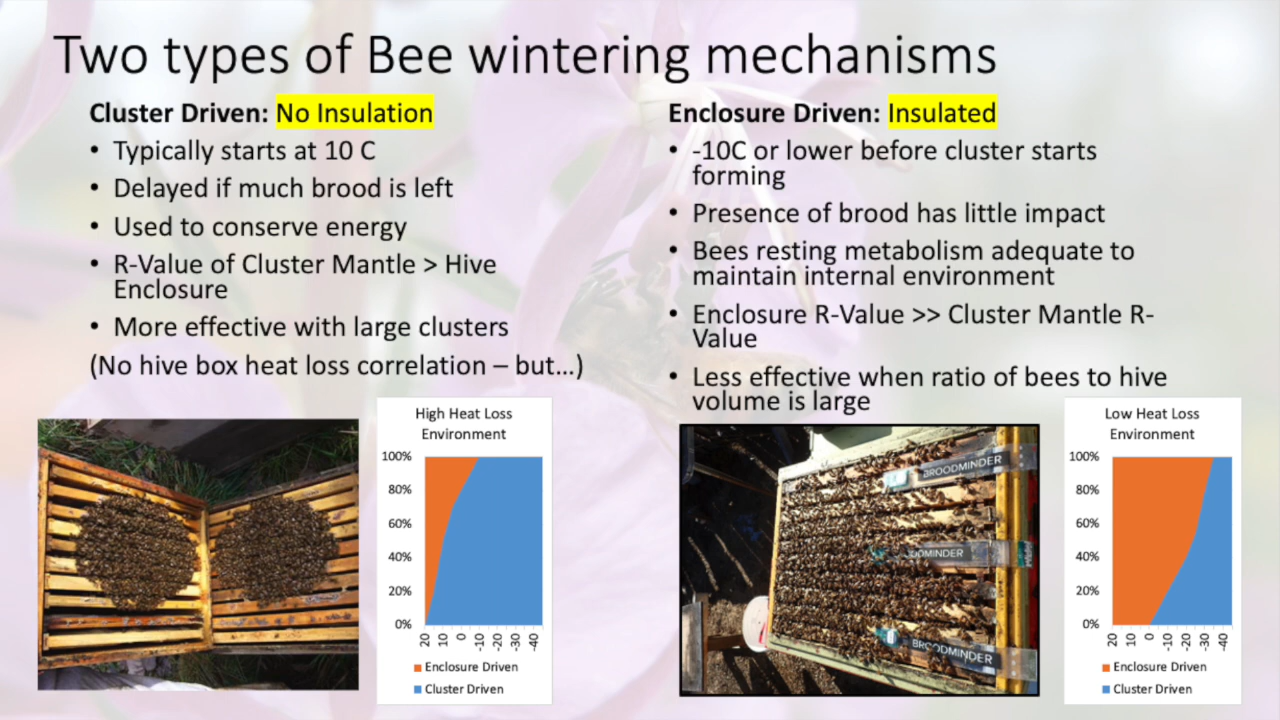 Two types of Bee wintering mechanisms
Cluster Driven: No Insulation
• Typically starts at 10 C
• Delayed if much brood is left
• Used to conserve energy
• R-Value of Cluster Mantle > Hive
Enclosure
• More effective with large clusters
(No hive box heat loss correlation – but...)
Enclosure Driven: Insulated
• -10C or lower before cluster starts
forming
• Presence of brood has little impact
• Bees resting metabolism adequate to
maintain internal environment
• Enclosure R-Value >> Cluster Mantle R-
Value
• Less effective when ratio of bees to hive
volume is large
High Heat Loss
Environment
100%
80%
60%
40%
20%
0%
20 10 0 -10 -20 -30 -40
Enclosure Driven
Cluster Driven
BROODMINDER
ODMINDER
BROODMINDER
Low Heat Loss
Environment
100%
80%
60%
40%
20%
0%
20 10 0 -10 -20 -30 -40
Enclosure Driven
Cluster Driven